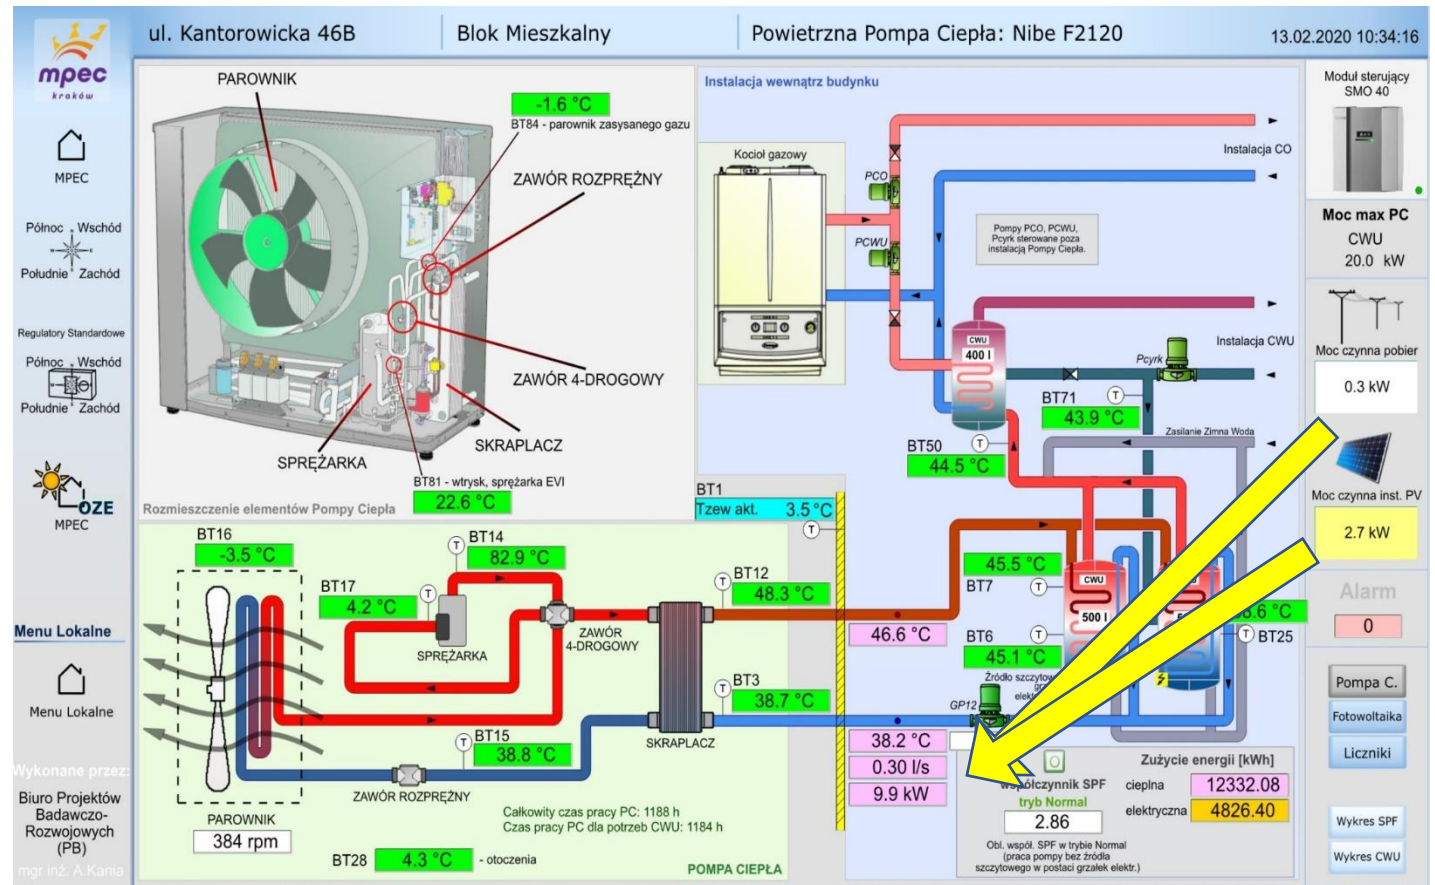 ul. Kantorowicka 46B
Blok Mieszkalny
Powietrzna Pompa Ciepła: Nibe F2120
13.02.2020 10:34:16
mpec
kraków
MPEC
Północ Wschód
Południe Zachód
Regulatory Standardowe
Północ Wschód
Południe Zachód
OZE
MPEC
Menu Lokalne
Menu Lokalne
Wykonane przez:
Biuro Projektów
Badawczo-
Rozwojowych
(PB)
mgr inż. A.Kania
PAROWNIK
-1.6 °C
BT84 - parownik zasysanego gazu
ZAWÓR ROZPRĘŻNY
ZAWÓR 4-DROGOWY
SKRAPLACZ
SPRĘŻARKA
BT81 - wtrysk, sprężarka EVI
22.6 °C
Rozmieszczenie elementów Pompy Ciepła
BT16
-3.5 °C
BT14
T
82.9 °C
BT17
T
4.2 °C
SPRĘŻARKA
ZAWÓR
4-DROGOWY
BT12
T
48.3 °C
BT3
T
38.7 °C
SKRAPLACZ
BT15
T
38.8 °C
ZAWÓR ROZPRĘŻNY
PAROWNIK
384 rpm
Całkowity czas pracy PC: 1188 h
Czas pracy PC dla potrzeb CWU: 1184 h
BT28
4.3 °C
- otoczenia
POMPA CIEPŁA
Instalacja wewnątrz budynku
Kocioł gazowy
PCO
PCWU
Pompy PCO, PCWU,
Pcyrk sterowane poza
instalacją Pompy Ciepła.
Instalacja CO
CWU
400 l
Instalacja CWU
Pcyrk
BT71
T
43.9 °C
Zasilanie Zimna Woda
BT50
T
44.5 °C
BT1
Tzew akt. 3.5 °C
T
45.5 °C
BT7
T
CWU
500 l
BT6
T
45.1 °C
T
BT25
46.6 °C
GP12
38.2 °C
0.30 l/s
9.9 kW
współczynnik SPF
tryb Normal
2.86
Obl. współ. SPF w trybie Normal
(praca pompy bez źródła
szczytowego w postaci grzałek elektr.)
Zużycie energii [kWh]
cieplna 12332.08
elektryczna 4826.40
Moduł sterujący
SMO 40
Moc max PC
CWU
20.0 kW
Moc czynna pobier
0.3 kW
Moc czynna inst. PV
2.7 kW
Alarm
0
Pompa C.
Fotowoltaika
Liczniki
Wykres SPF
Wykres CWU